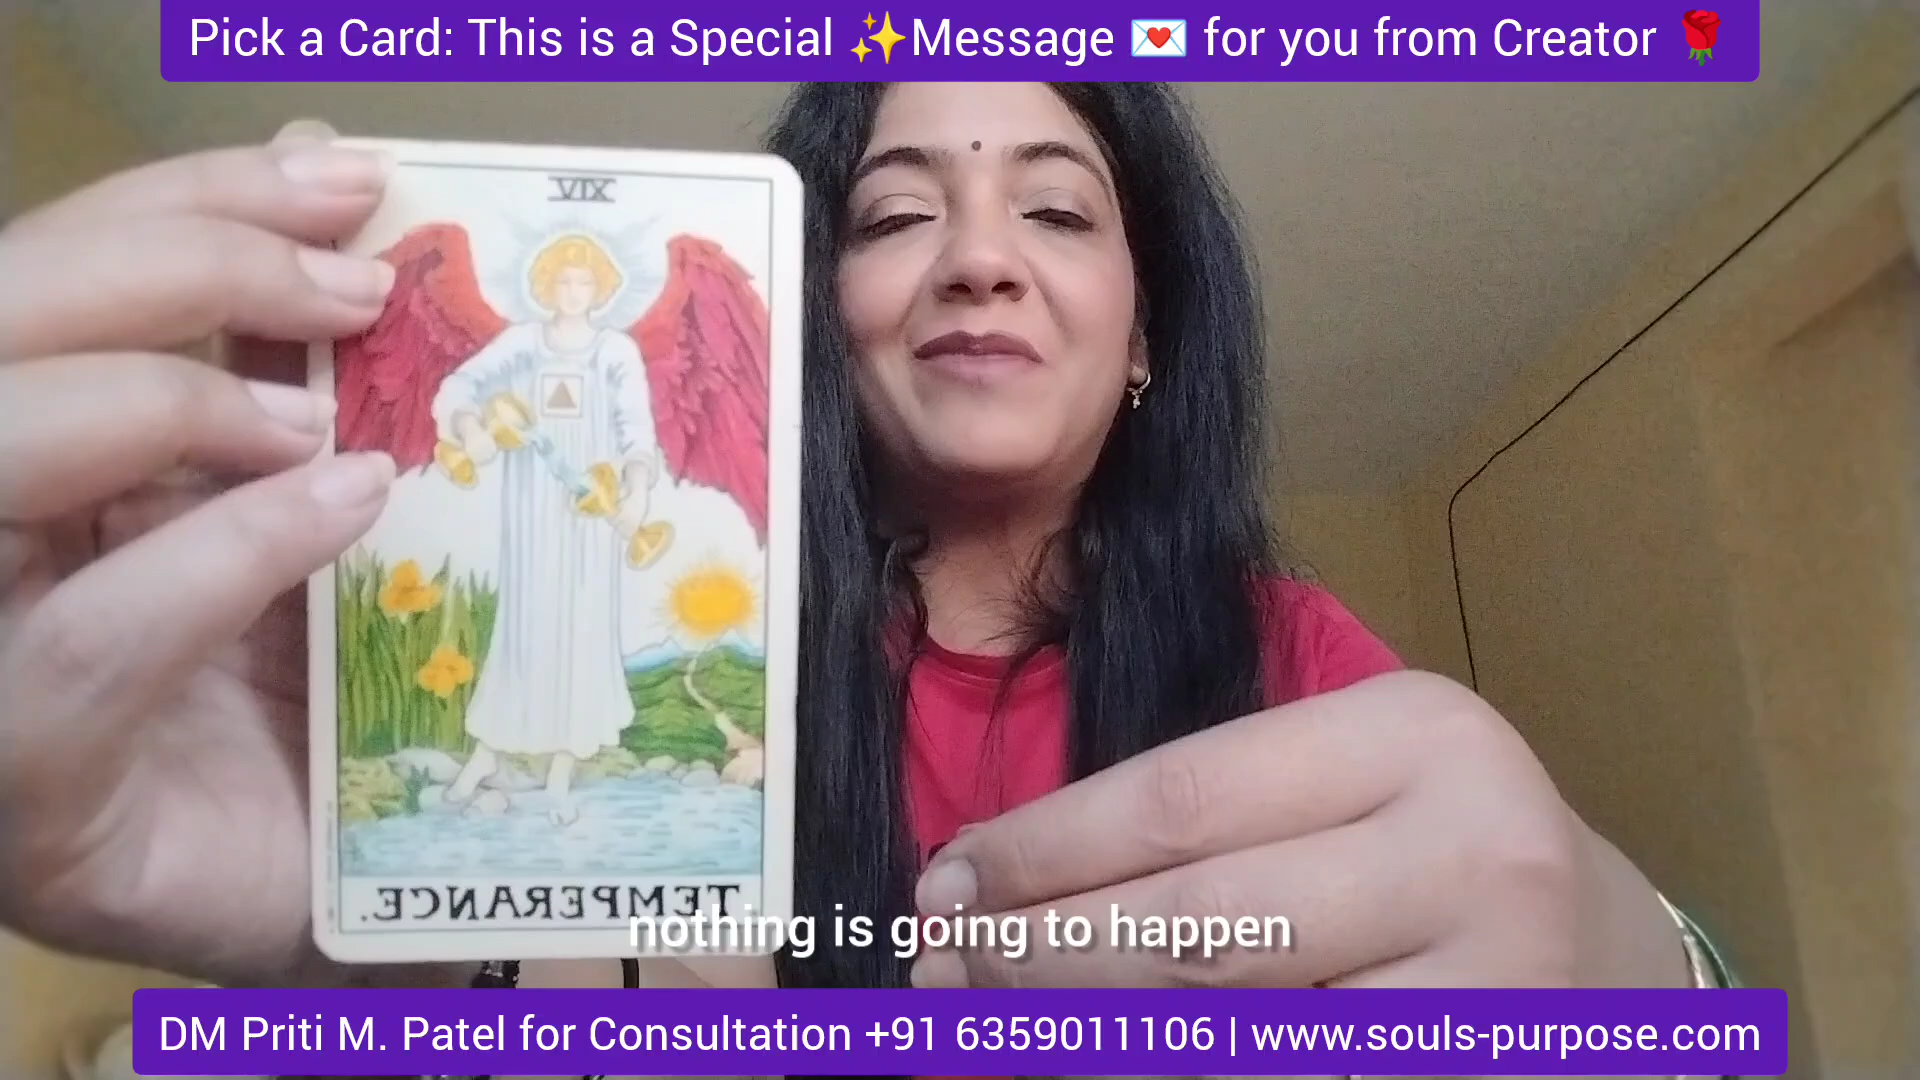 Pick a Card: This is a Special ✨Message 💌 for you from Creator 🌹
XIV
TEMPERANCE.
nothing is going to happen
DM Priti M. Patel for Consultation +91 6359011106 | www.souls-purpose.com